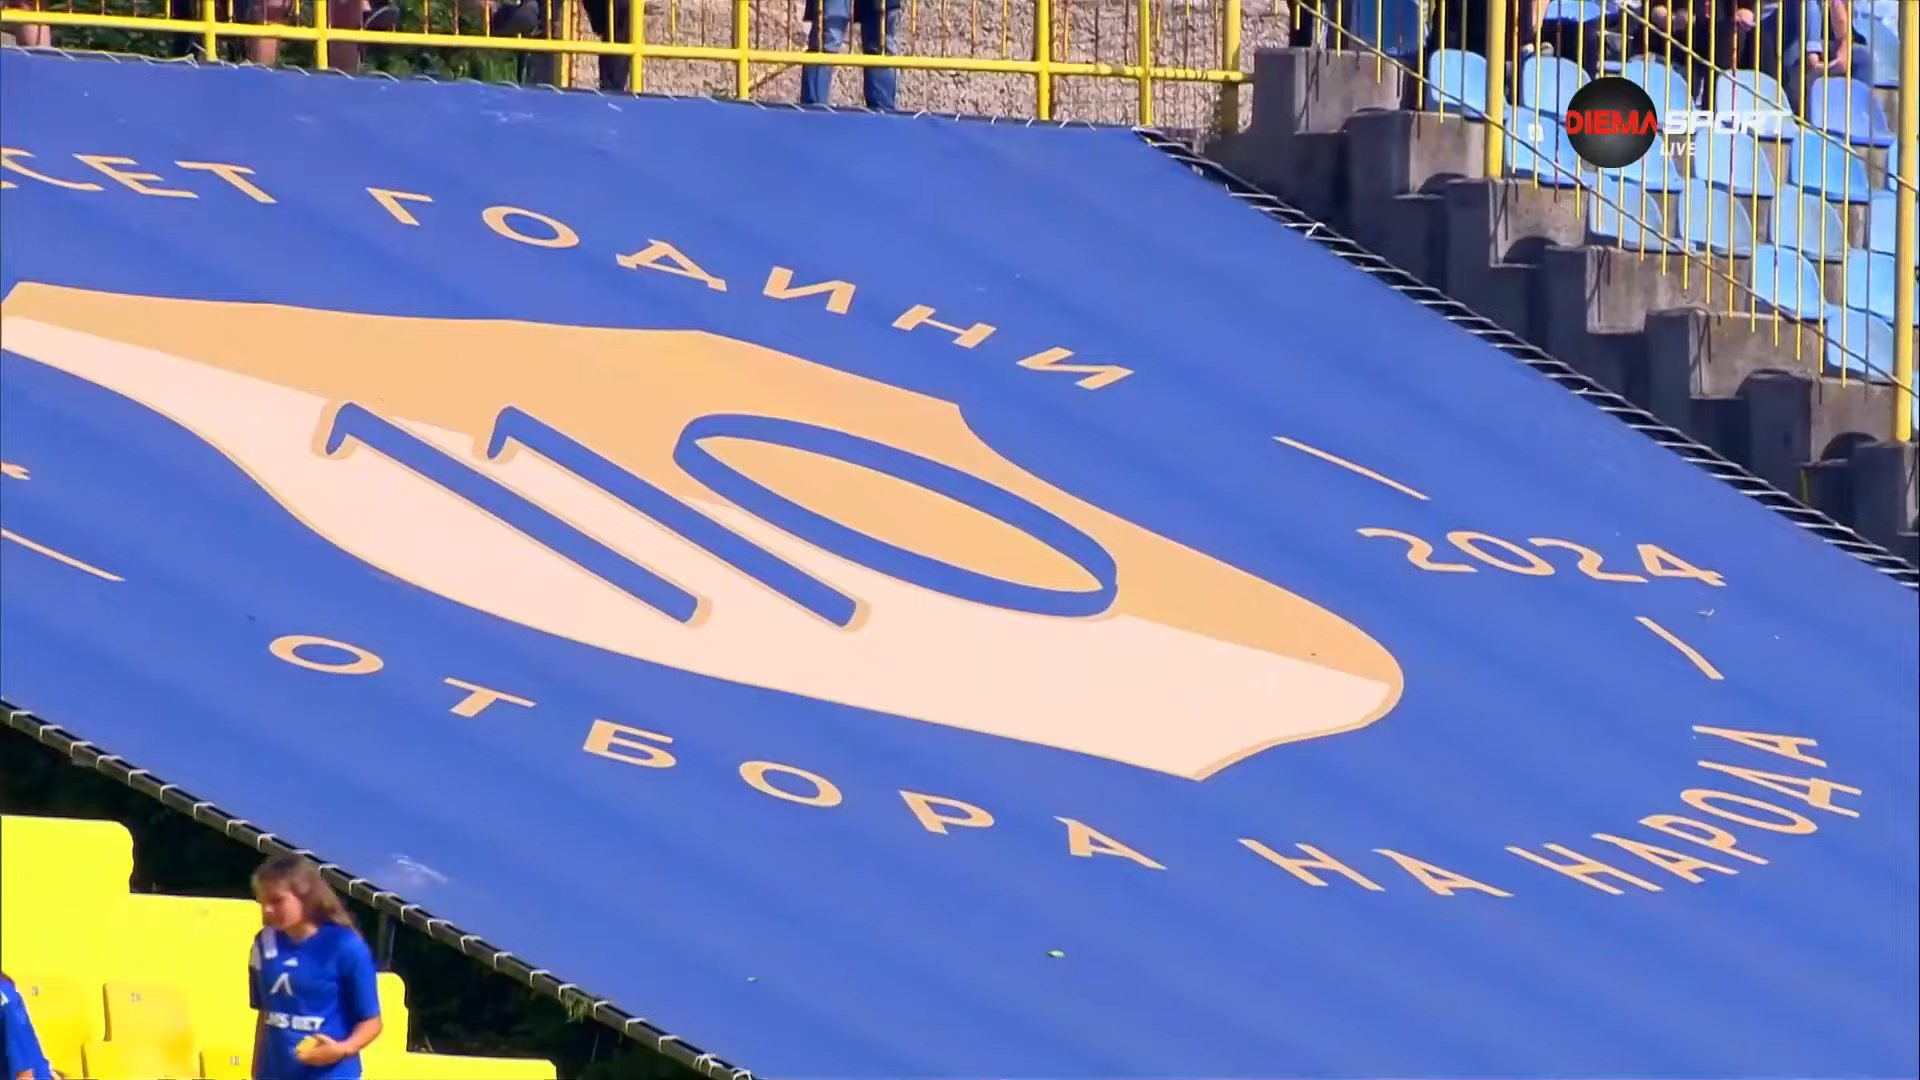 ГОДИНИ
110
2024
ОТБОРА НА НАРОДА
DIEMA SPORT
LIVE